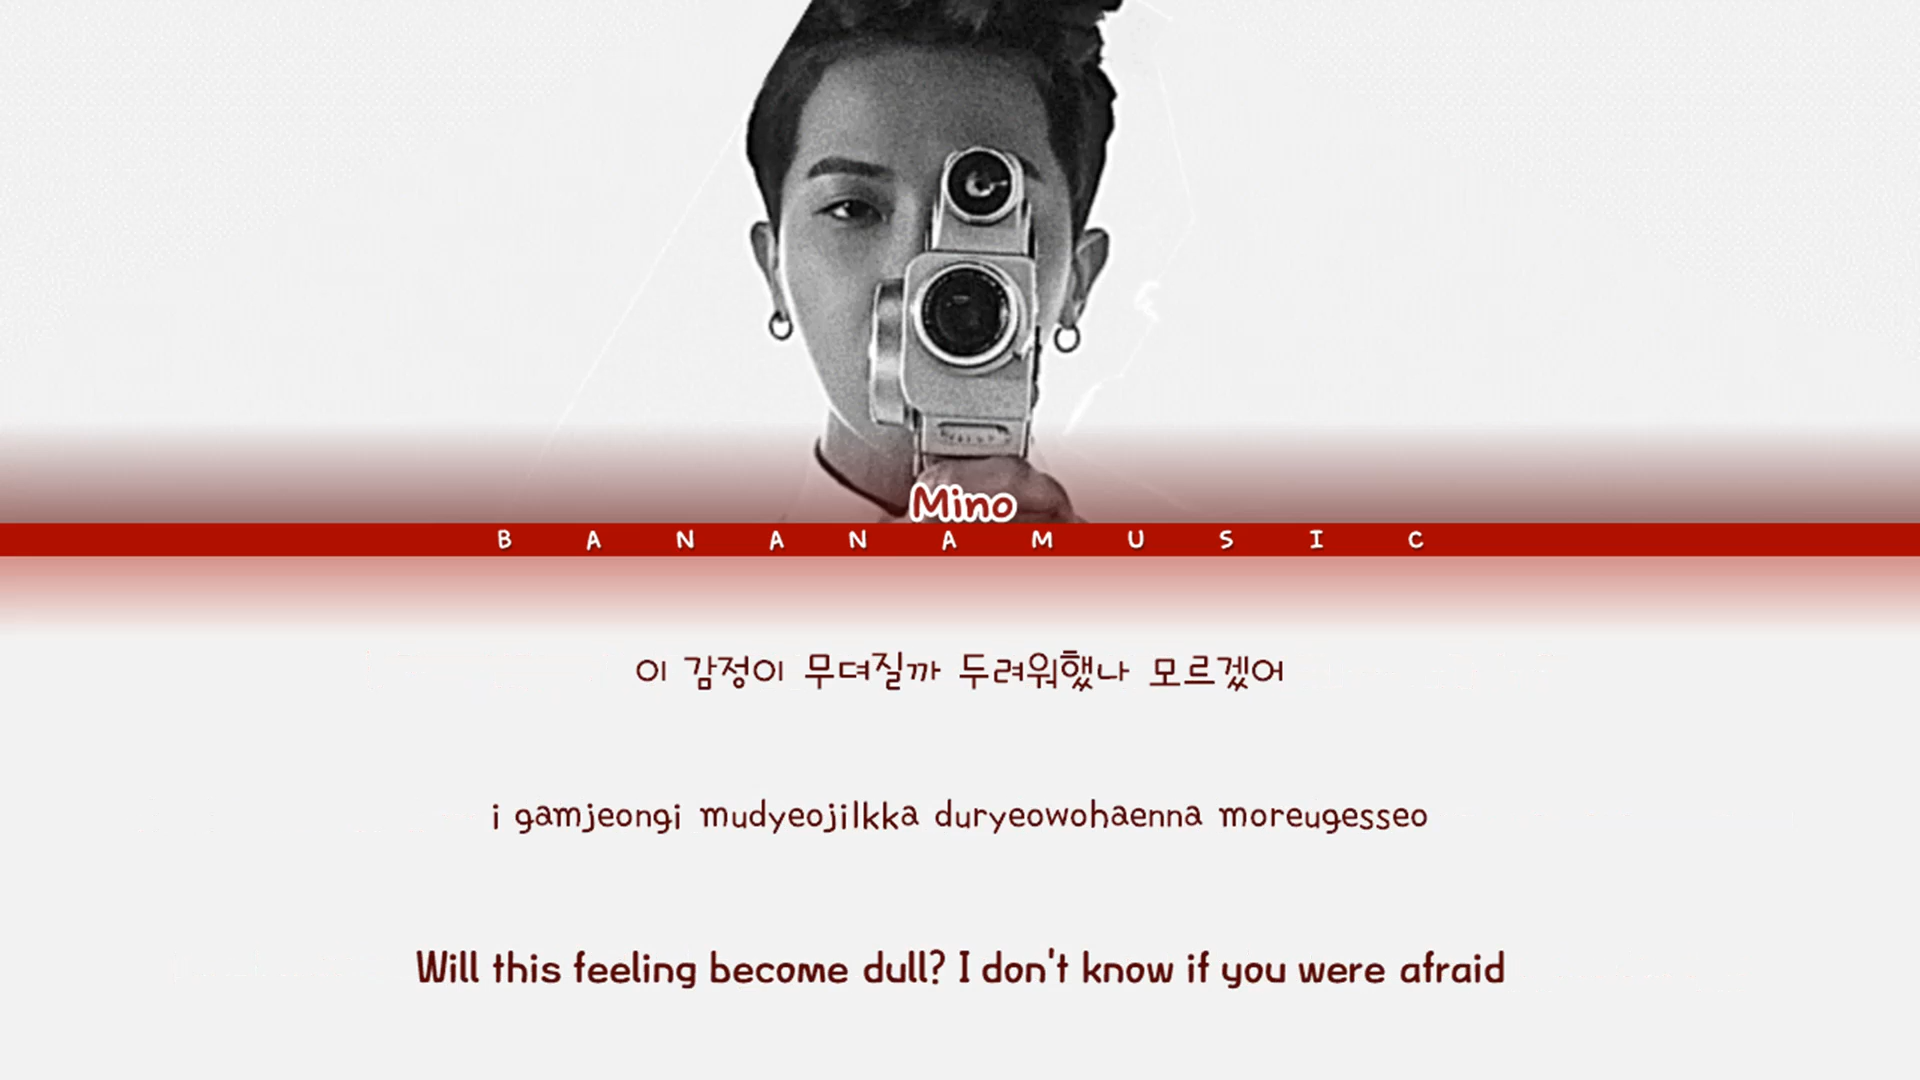 Mino
BANANAMUSIC
이 감정이 무뎌질까 두려워했나 모르겠어
i gamjeongi mudyeojilkka duryeowohaenna moreugesseo
Will this feeling become dull? I don't know if you were afraid